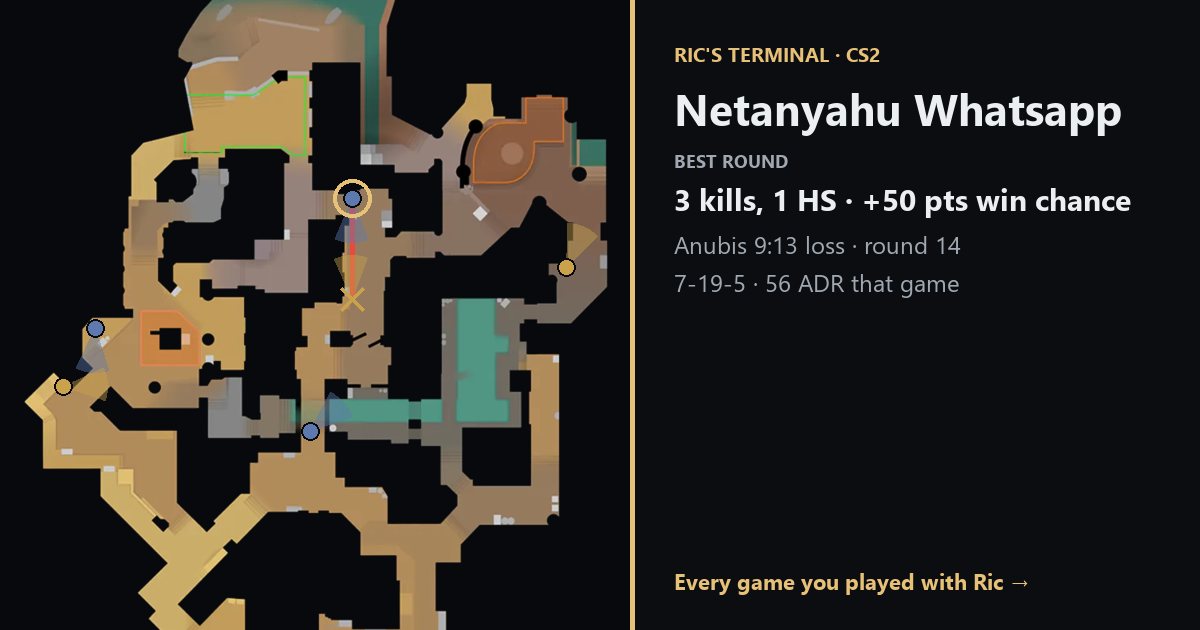 RIC'S TERMINAL · CS2
Netanyahu Whatsapp
BEST ROUND
3 kills, 1 HS · +50 pts win chance
Anubis 9:13 loss · round 14
7-19-5 · 56 ADR that game
Every game you played with Ric →